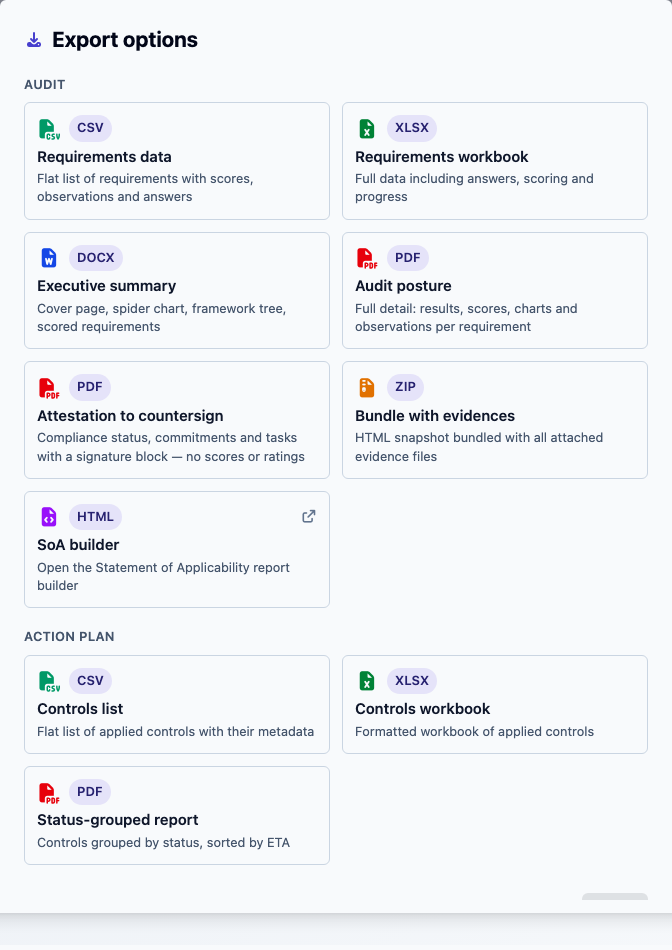 Export options
AUDIT
CSV
CSV
Requirements data
Flat list of requirements with scores,
observations and answers
X
XLSX
Requirements workbook
Full data including answers, scoring and
progress
W
DOCX
Executive summary
Cover page, spider chart, framework tree,
scored requirements
PDF
PDF
Audit posture
Full detail: results, scores, charts and
observations per requirement
PDF
PDF
Attestation to countersign
Compliance status, commitments and tasks
with a signature block — no scores or ratings
ZIP
Bundle with evidences
HTML snapshot bundled with all attached
evidence files
HTML
SoA builder
Open the Statement of Applicability report
builder
ACTION PLAN
CSV
CSV
Controls list
Flat list of applied controls with their metadata
X
XLSX
Controls workbook
Formatted workbook of applied controls
PDF
PDF
Status-grouped report
Controls grouped by status, sorted by ETA